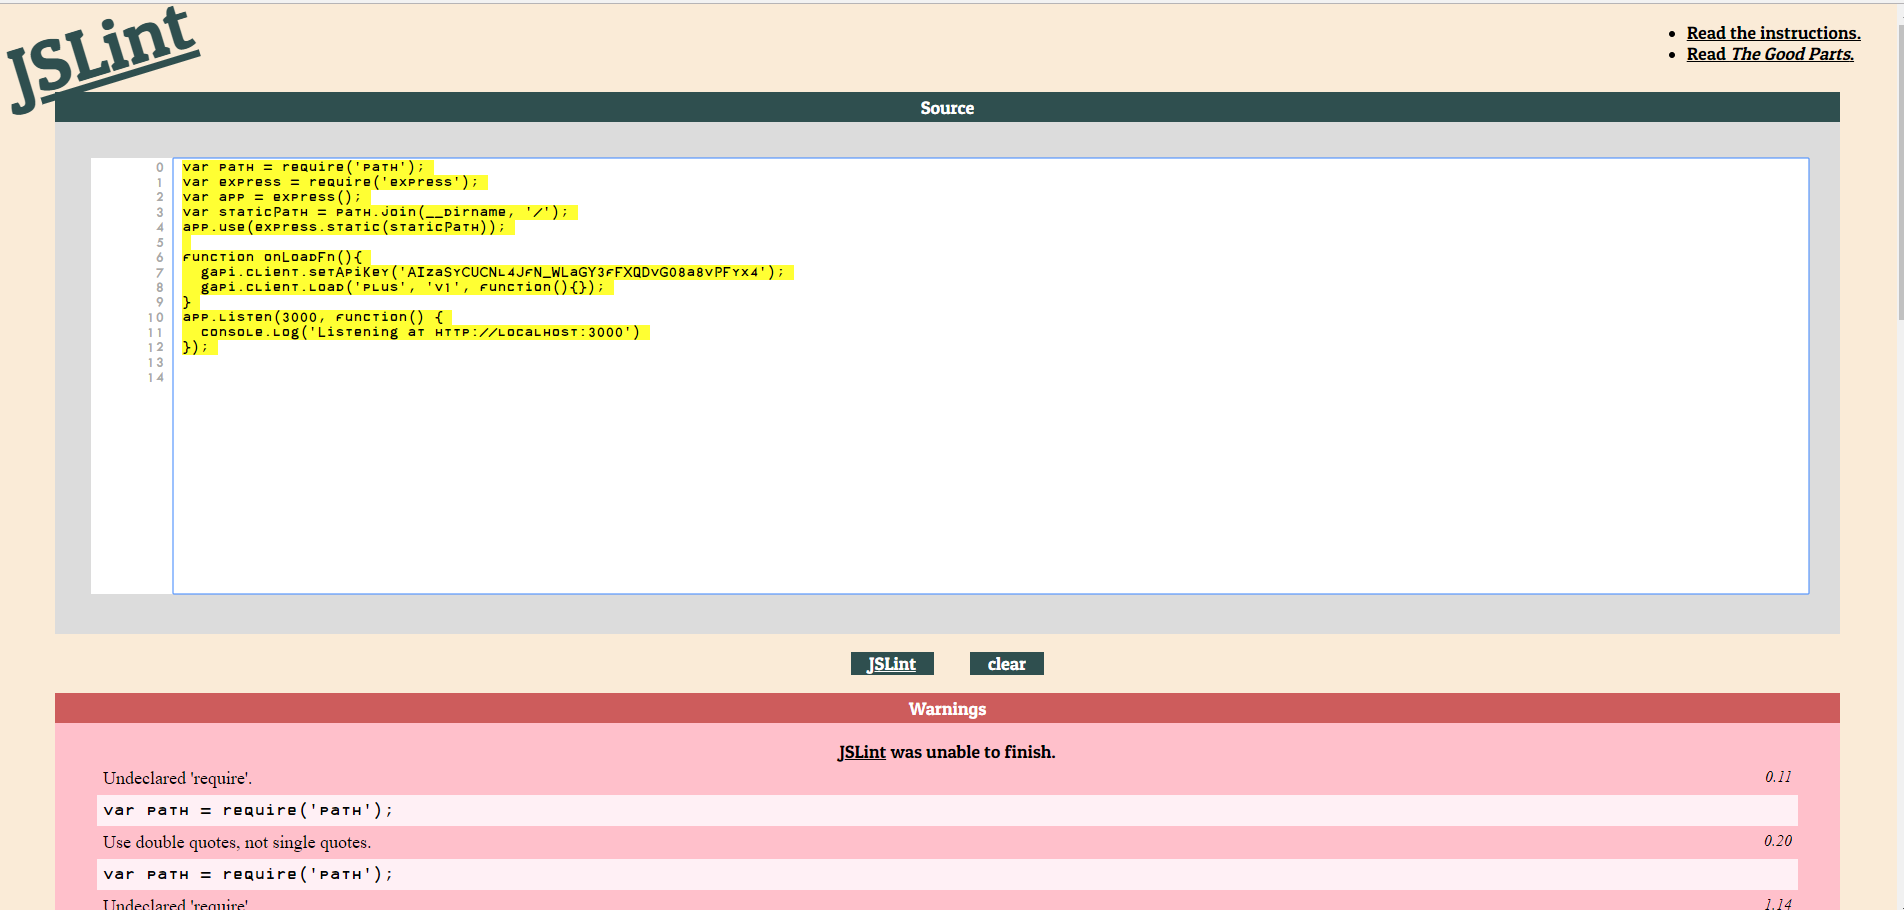 JSLint
Read the instructions.
Read The Good Parts.
Source
0 var path = require('path');
1 var express = require('express');
2 var app = express();
3 var staticPath = path.join(__dirname, '/');
4 app.use(express.static(staticPath));
5
6 function onLoadFn(){
7 gapi.client.setApiKey('');
8 gapi.client.load('plus', 'v1', function(){});
9 }
10 app.listen(3000, function() {
11 console.log('Listening at http://localhost:3000')
12 });
13
14
JSLint clear
Warnings
JSLint was unable to finish.
Undeclared 'require'. 0.11
var path = require('path');
Use double quotes, not single quotes. 0.20
var path = require('path');
Undeclared 'require'. 1.14